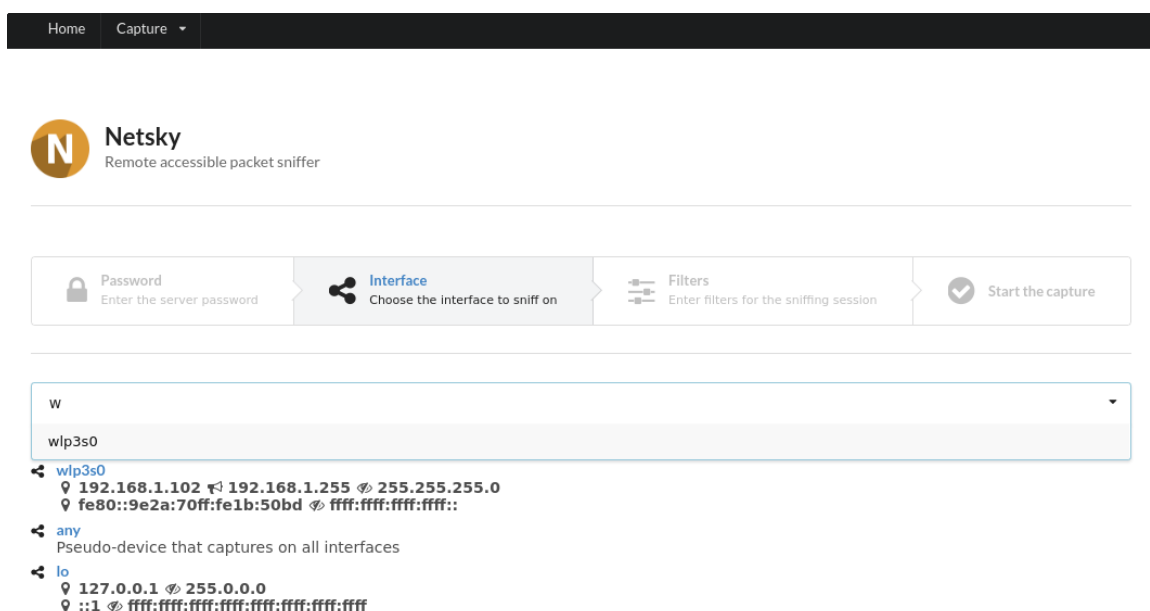 Home Capture
N
Netsky
Remote accessible packet sniffer
Password
Enter the server password
Interface
Choose the interface to sniff on
Filters
Enter filters for the sniffing session
Start the capture
w
wlp3s0
wlp3s0
192.168.1.102 192.168.1.255 255.255.255.0
fe80::9e2a:70ff:fe1b:50bd ffff:ffff:ffff:ffff::
any
Pseudo-device that captures on all interfaces
lo
127.0.0.1 255.0.0.0
::1 ffff:ffff:ffff:ffff:ffff:ffff:ffff:ffff